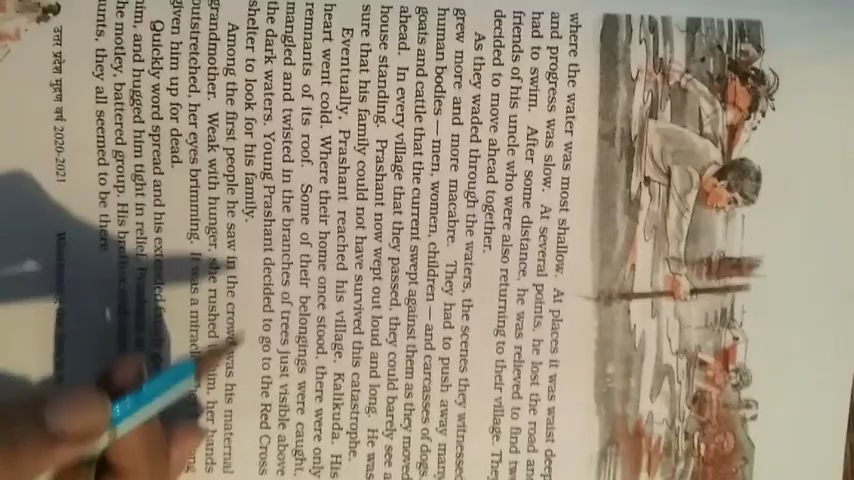 where the water was most shallow. At places it was waist deep
and progress was slow. At several points, he lost the road and
had to swim. After some distance, he was relieved to find two
friends of his uncle who were also returning to their village. They
decided to move ahead together.
As they waded through the waters, the scenes they witnessed
grew more and more macabre. They had to push away many
human bodies — men, women, children — and carcasses of dogs,
goats and cattle that the current swept against them as they moved
ahead. In every village that they passed, they could barely see a
house standing. Prashant now wept out loud and long. He was
sure that his family could not have survived this catastrophe.
Eventually, Prashant reached his village, Kalikuda. His
heart went cold. Where their home once stood, there were only
remnants of its roof. Some of their belongings were caught,
mangled and twisted in the branches of trees just visible above
the dark waters. Young Prashant decided to go to the Red Cross
shelter to look for his family.
Among the first people he saw in the crowd was his maternal
grandmother. Weak with hunger, she rushed him, her hands
outstretched, her eyes brimming. It was a
given him up for dead.
Quickly word spread and his extended
him, and hugged him tight in relief.
the motley, battered group. His
aunts, they all seemed to be there
उत्तर प्रदेश मुद्रण वर्ष 2020-2021